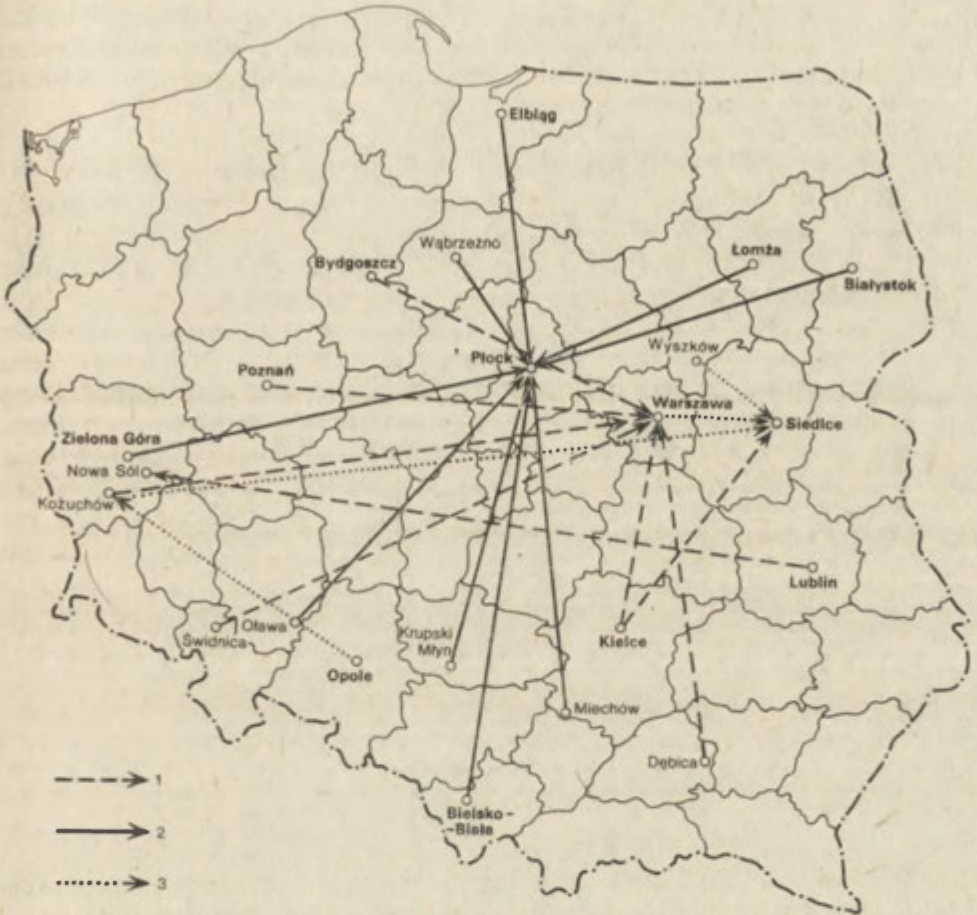 Elbląg
Wąbrzeźno
Bydgoszcz
Łomża
Białystok
Wyszków
Płock
Poznań
Warszawa
Siedlce
Zielona Góra
Nowa Sól
Kożuchów
Lublin
Oława
Świdnica
Krupski
Młyn
Kielce
Opole
Miechów
Dębica
Bielsko-
-Biała
1
2
3